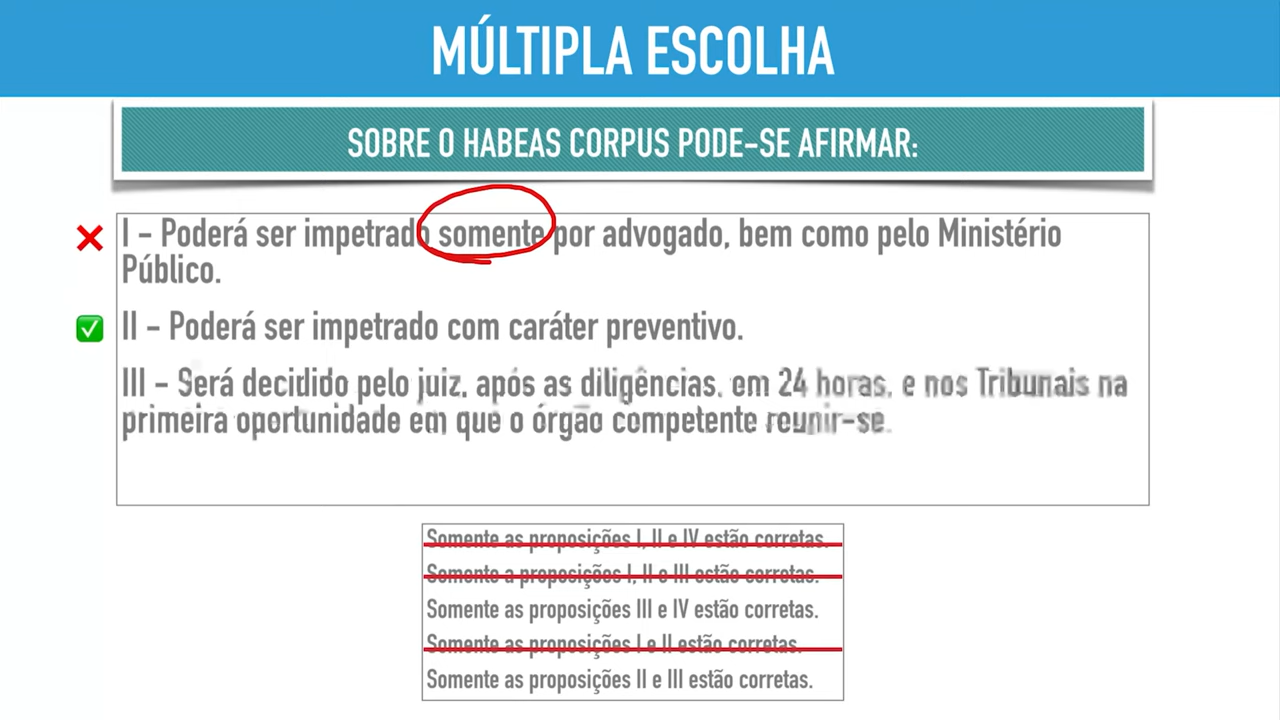 MÚLTIPLA ESCOLHA
SOBRE O HABEAS CORPUS PODE-SE AFIRMAR:
I – Poderá ser impetrado somente por advogado, bem como pelo Ministério
Público.
II – Poderá ser impetrado com caráter preventivo.
III – Será decidido pelo juiz, após as diligências, em 24 horas, e nos Tribunais na
primeira oportunidade em que o órgão competente reunir-se.
Somente as proposições I, II e IV estão corretas.
Somente a proposições I, II e III estão corretas.
Somente as proposições III e IV estão corretas.
Somente as proposições I e II estão corretas.
Somente as proposições II e III estão corretas.